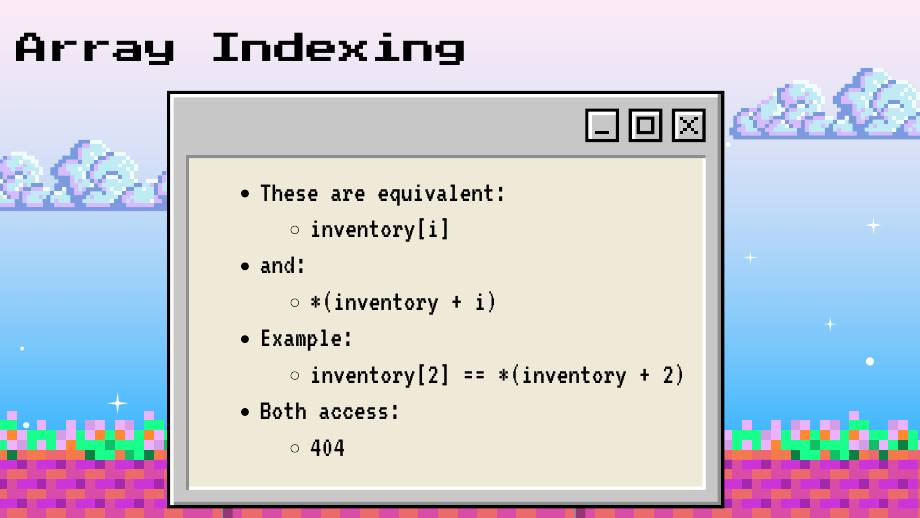 Array Indexing
• These are equivalent:
○ inventory[i]
• and:
○ *(inventory + i)
• Example:
○ inventory[2] == *(inventory + 2)
• Both access:
○ 404